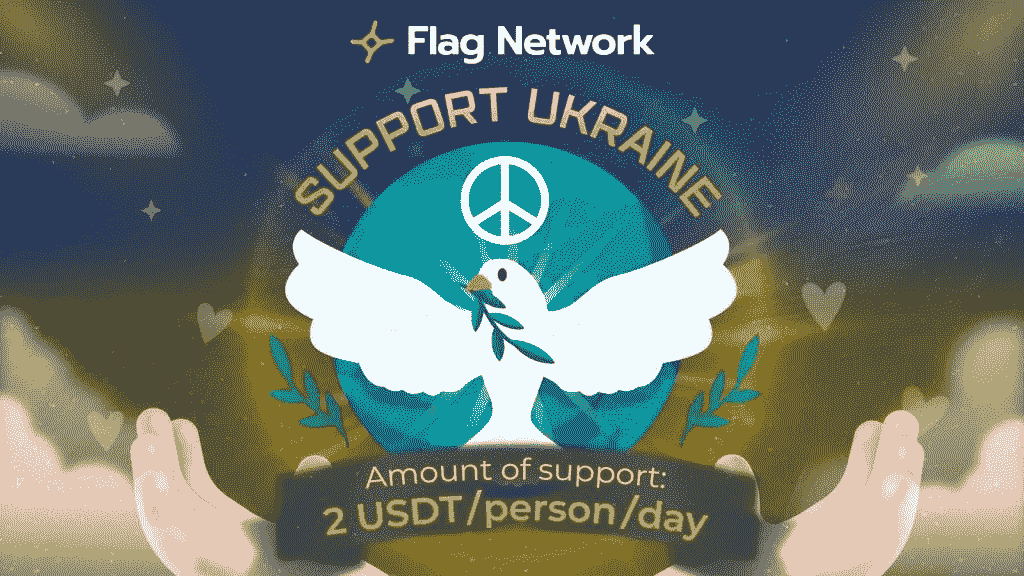 Flag Network
SUPPORT UKRAINE
Amount of support:
2 USDT/person/day